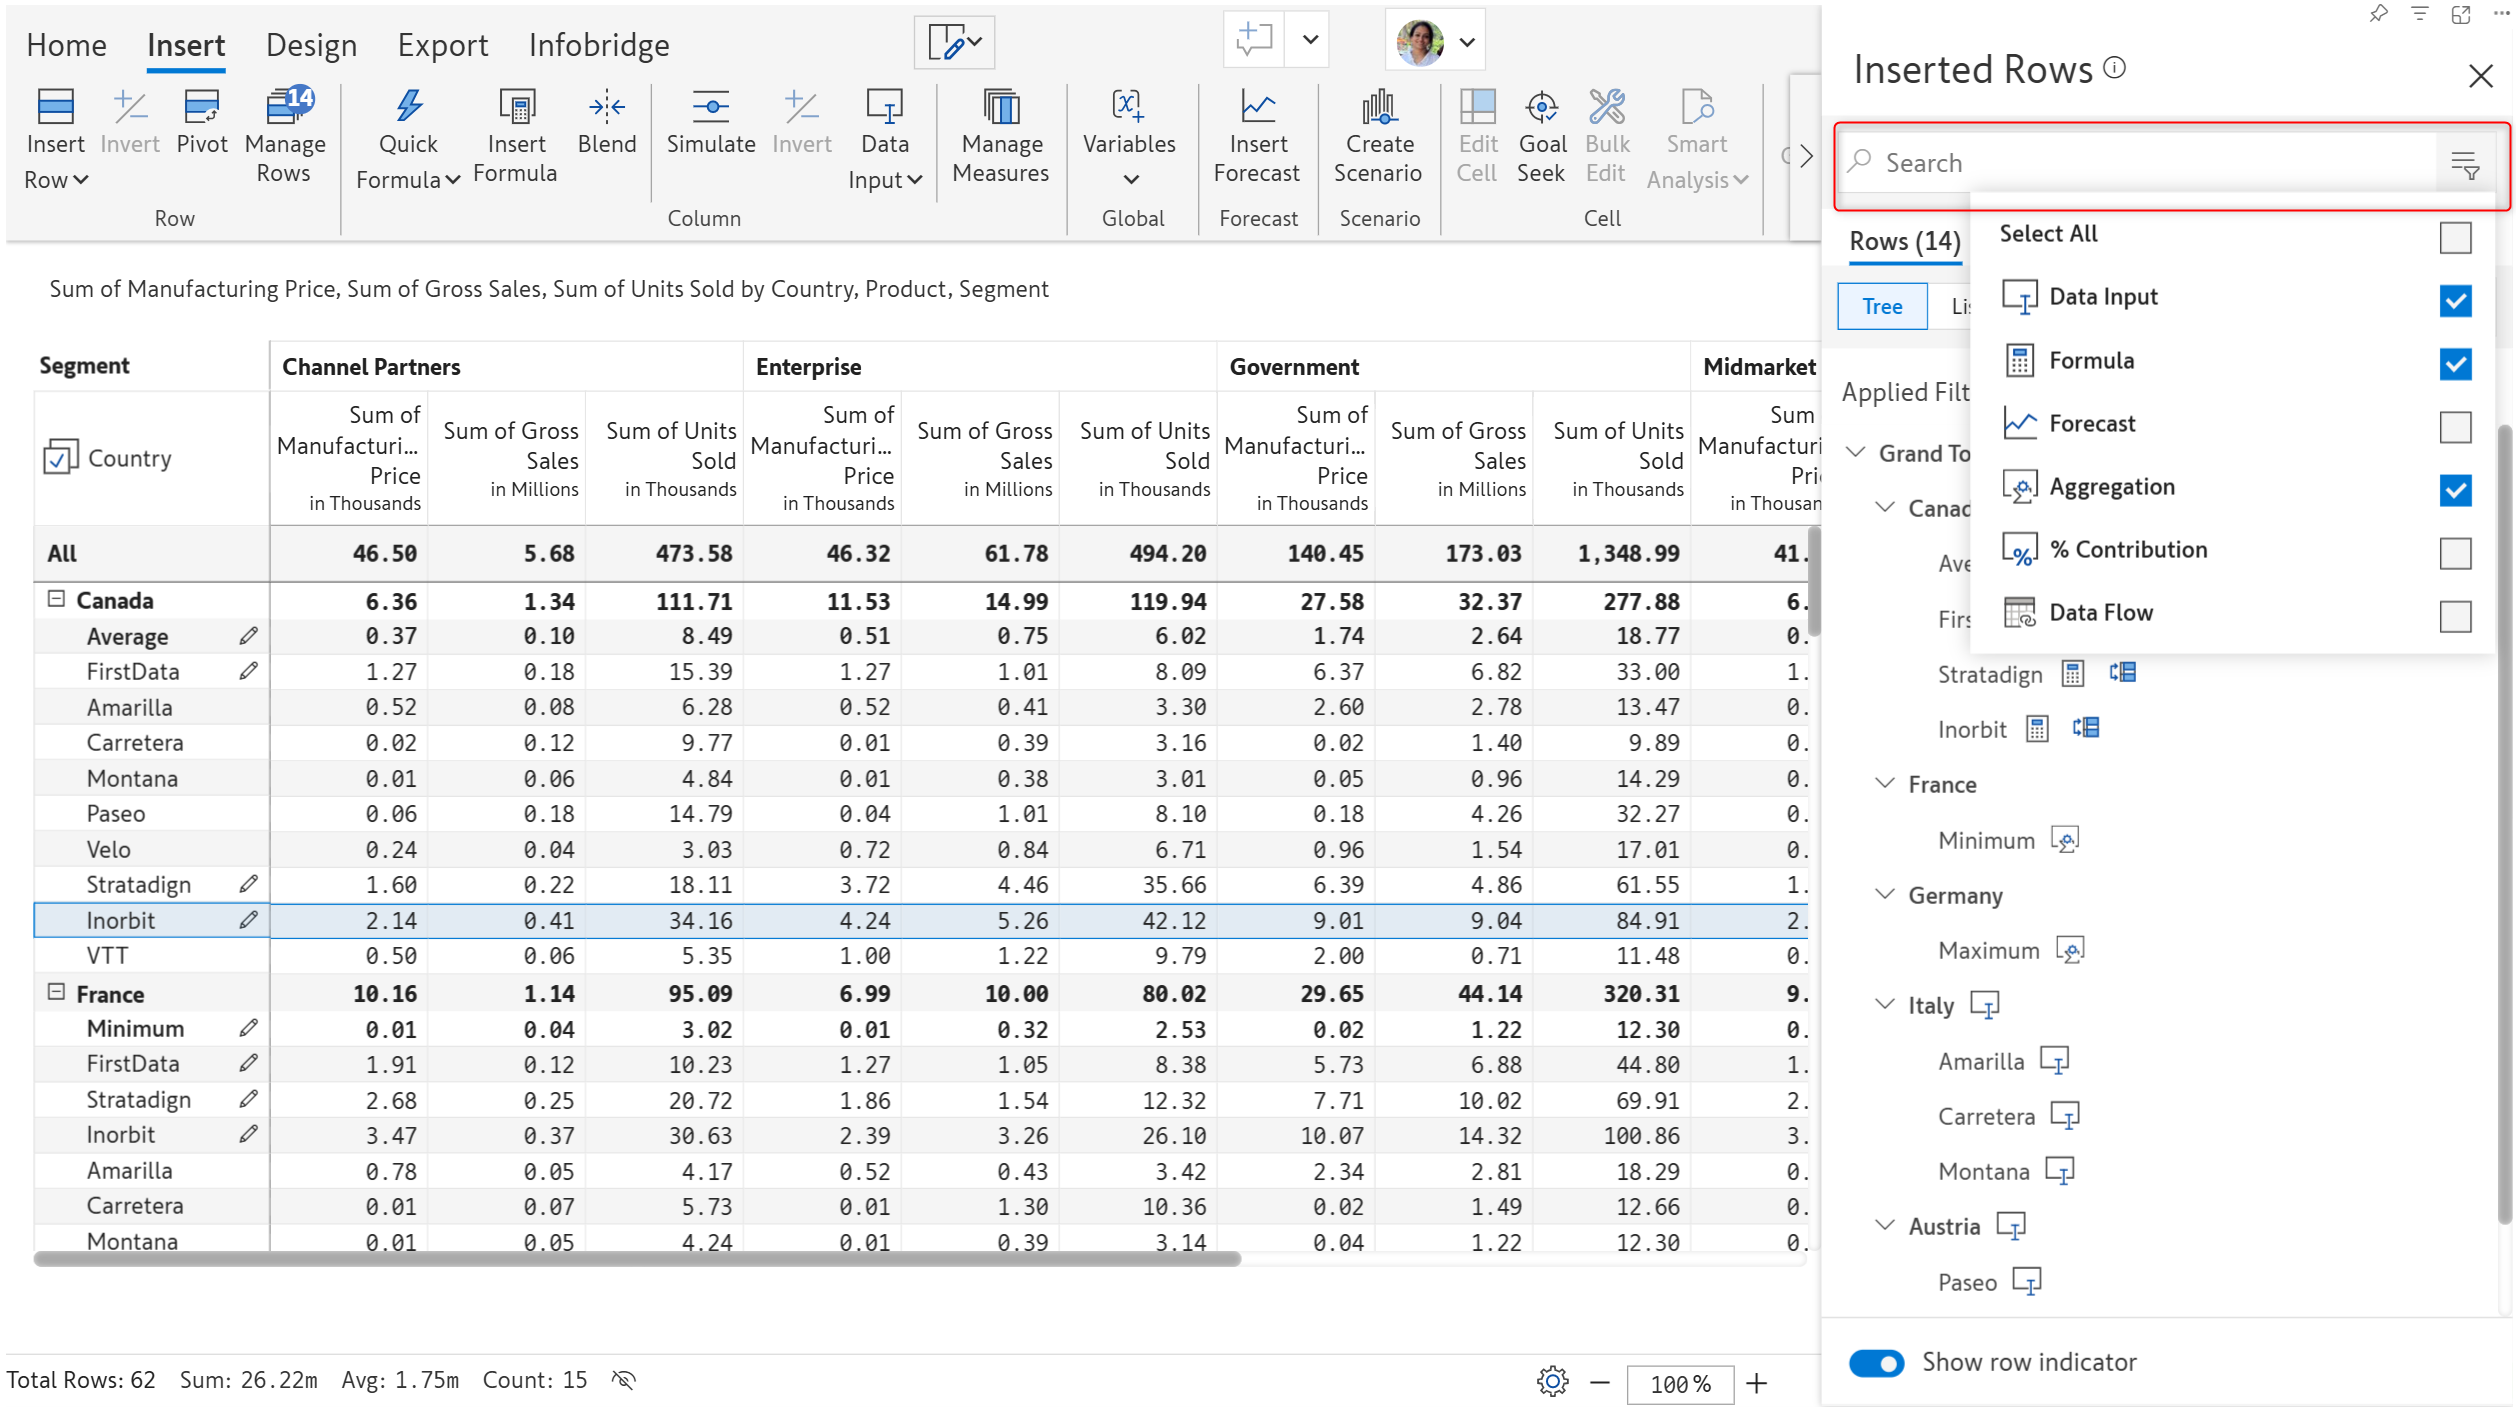 Home Insert Design Export Infobridge
14
Insert Row
Invert
Pivot
Manage Rows
Quick Formula
Insert Formula
Blend
Simulate
Invert
Data Input
Manage Measures
Variables
Insert Forecast
Create Scenario
Edit Cell
Goal Seek
Bulk Edit
Smart Analysis
Row Column Global Forecast Scenario Cell
Sum of Manufacturing Price, Sum of Gross Sales, Sum of Units Sold by Country, Product, Segment
Segment Channel Partners Enterprise Government Midmarket
Country
Sum of Manufacturi... Price in Thousands
Sum of Gross Sales in Millions
Sum of Units Sold in Thousands
Sum of Manufacturi... Price in Thousands
Sum of Gross Sales in Millions
Sum of Units Sold in Thousands
Sum of Manufacturi... Price in Thousands
Sum of Gross Sales in Millions
Sum of Units Sold in Thousands
Sum Manufacturi Pri in Thousan
All 46.50 5.68 473.58 46.32 61.78 494.20 140.45 173.03 1,348.99 41.
Canada 6.36 1.34 111.71 11.53 14.99 119.94 27.58 32.37 277.88 6.
Average 0.37 0.10 8.49 0.51 0.75 6.02 1.74 2.64 18.77 0.
FirstData 1.27 0.18 15.39 1.27 1.01 8.09 6.37 6.82 33.00 1.
Amarilla 0.52 0.08 6.28 0.52 0.41 3.30 2.60 2.78 13.47 0.
Carretera 0.02 0.12 9.77 0.01 0.39 3.16 0.02 1.40 9.89 0.
Montana 0.01 0.06 4.84 0.01 0.38 3.01 0.05 0.96 14.29 0.
Paseo 0.06 0.18 14.79 0.04 1.01 8.10 0.18 4.26 32.27 0.
Velo 0.24 0.04 3.03 0.72 0.84 6.71 0.96 1.54 17.01 0.
Stratadign 1.60 0.22 18.11 3.72 4.46 35.66 6.39 4.86 61.55 1.
Inorbit 2.14 0.41 34.16 4.24 5.26 42.12 9.01 9.04 84.91 2.
VTT 0.50 0.06 5.35 1.00 1.22 9.79 2.00 0.71 11.48 0.
France 10.16 1.14 95.09 6.99 10.00 80.02 29.65 44.14 320.31 9.
Minimum 0.01 0.04 3.02 0.01 0.32 2.53 0.02 1.22 12.30 0.
FirstData 1.91 0.12 10.23 1.27 1.05 8.38 5.73 6.88 44.80 1.
Stratadign 2.68 0.25 20.72 1.86 1.54 12.32 7.71 10.02 69.91 2.
Inorbit 3.47 0.37 30.63 2.39 3.26 26.10 10.07 14.32 100.86 3.
Amarilla 0.78 0.05 4.17 0.52 0.43 3.42 2.34 2.81 18.29 0.
Carretera 0.01 0.07 5.73 0.01 1.30 10.36 0.02 1.49 12.66 0.
Montana 0.01 0.05 4.24 0.01 0.39 3.14 0.04 1.22 12.30 0.
Total Rows: 62 Sum: 26.22m Avg: 1.75m Count: 15
100 %
Inserted Rows
Search
Rows (14)
Tree Lis
Applied Filt
Select All
Data Input
Formula
Forecast
Aggregation
% Contribution
Data Flow
Grand To
Canad
Ave
Firs
Stratadign
Inorbit
France
Minimum
Germany
Maximum
Italy
Amarilla
Carretera
Montana
Austria
Paseo
Show row indicator